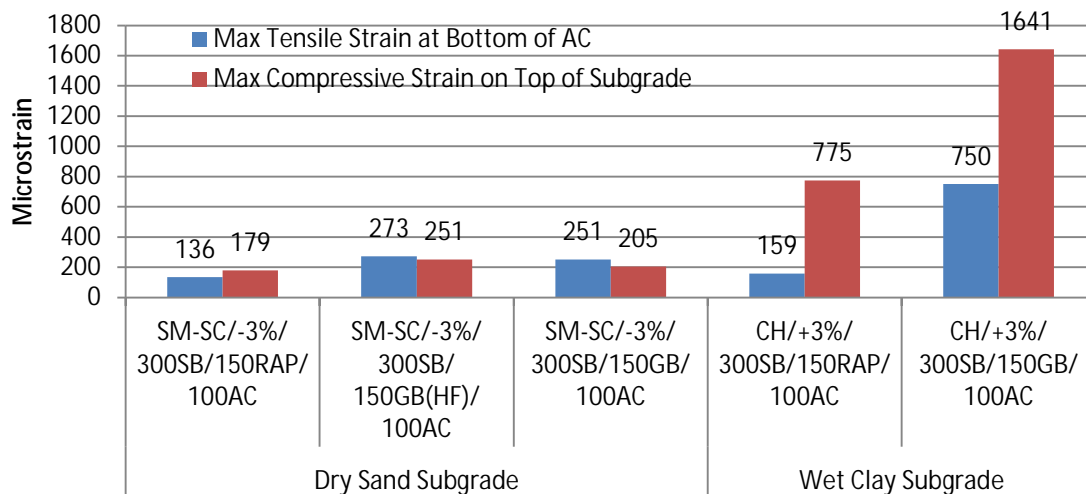 1800
1600
1400
1200
1000
800
600
400
200
0
Microstrain
Max Tensile Strain at Bottom of AC
Max Compressive Strain on Top of Subgrade
136
179
273
251
251
205
159
775
750
1641
SM-SC/-3%/
300SB/150RAP/
100AC
SM-SC/-3%/
300SB/
150GB(HF)/
100AC
SM-SC/-3%/
300SB/150GB/
100AC
CH/+3%/
300SB/150RAP/
100AC
CH/+3%/
300SB/150GB/
100AC
Dry Sand Subgrade
Wet Clay Subgrade